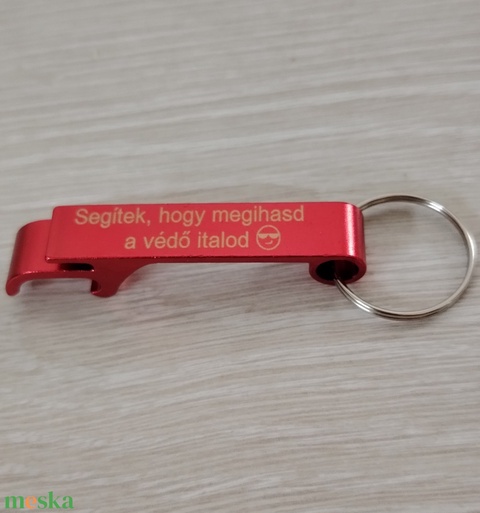 Segítek, hogy megihasd
a védő italod 😎
meska